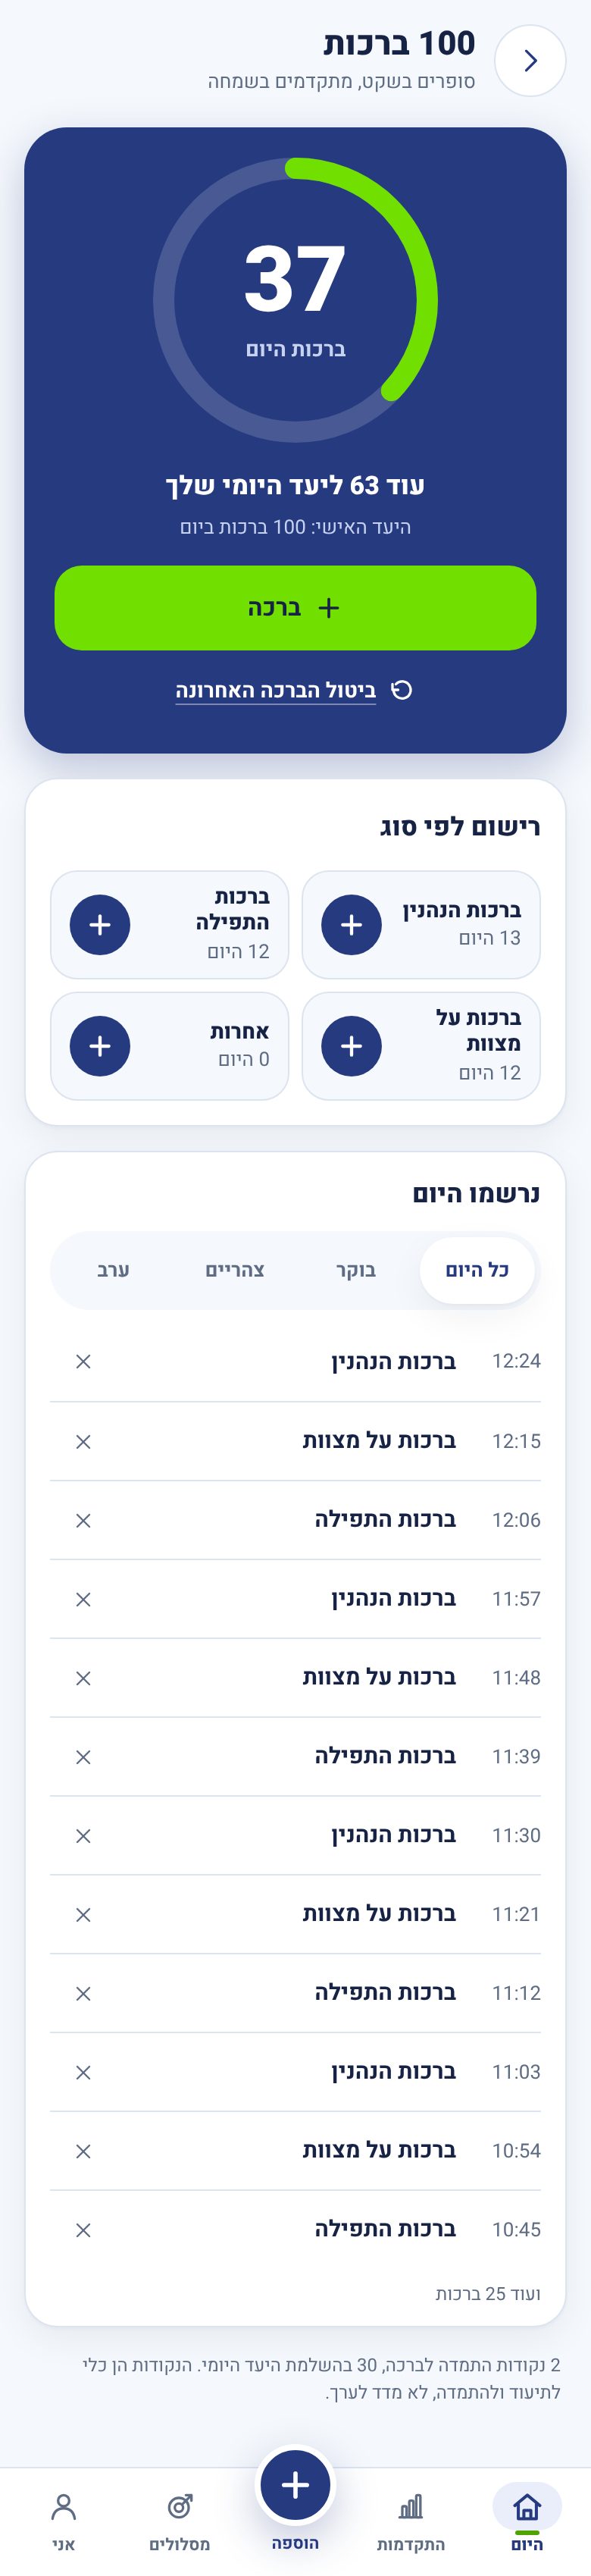 100 ברכות
סופרים בשקט, מתקדמים בשמחה
37
ברכות היום
עוד 63 ליעד היומי שלך
היעד האישי: 100 ברכות ביום
+ ברכה
ביטול הברכה האחרונה
רישום לפי סוג
ברכות הנהנין
13 היום
ברכות
התפילה
12 היום
ברכות על
מצוות
12 היום
אחרות
0 היום
נרשמו היום
כל היום
בוקר
צהריים
ערב
12:24 ברכות הנהנין
12:15 ברכות על מצוות
12:06 ברכות התפילה
11:57 ברכות הנהנין
11:48 ברכות על מצוות
11:39 ברכות התפילה
11:30 ברכות הנהנין
11:21 ברכות על מצוות
11:12 ברכות התפילה
11:03 ברכות הנהנין
10:54 ברכות על מצוות
10:45 ברכות התפילה
ועוד 25 ברכות
2 נקודות התמדה לברכה, 30 בהשלמת היעד היומי. הנקודות הן כלי
לתיעוד ולהתמדה, לא מדד לערך.
היום
התקדמות
הוספה
מסלולים
אני